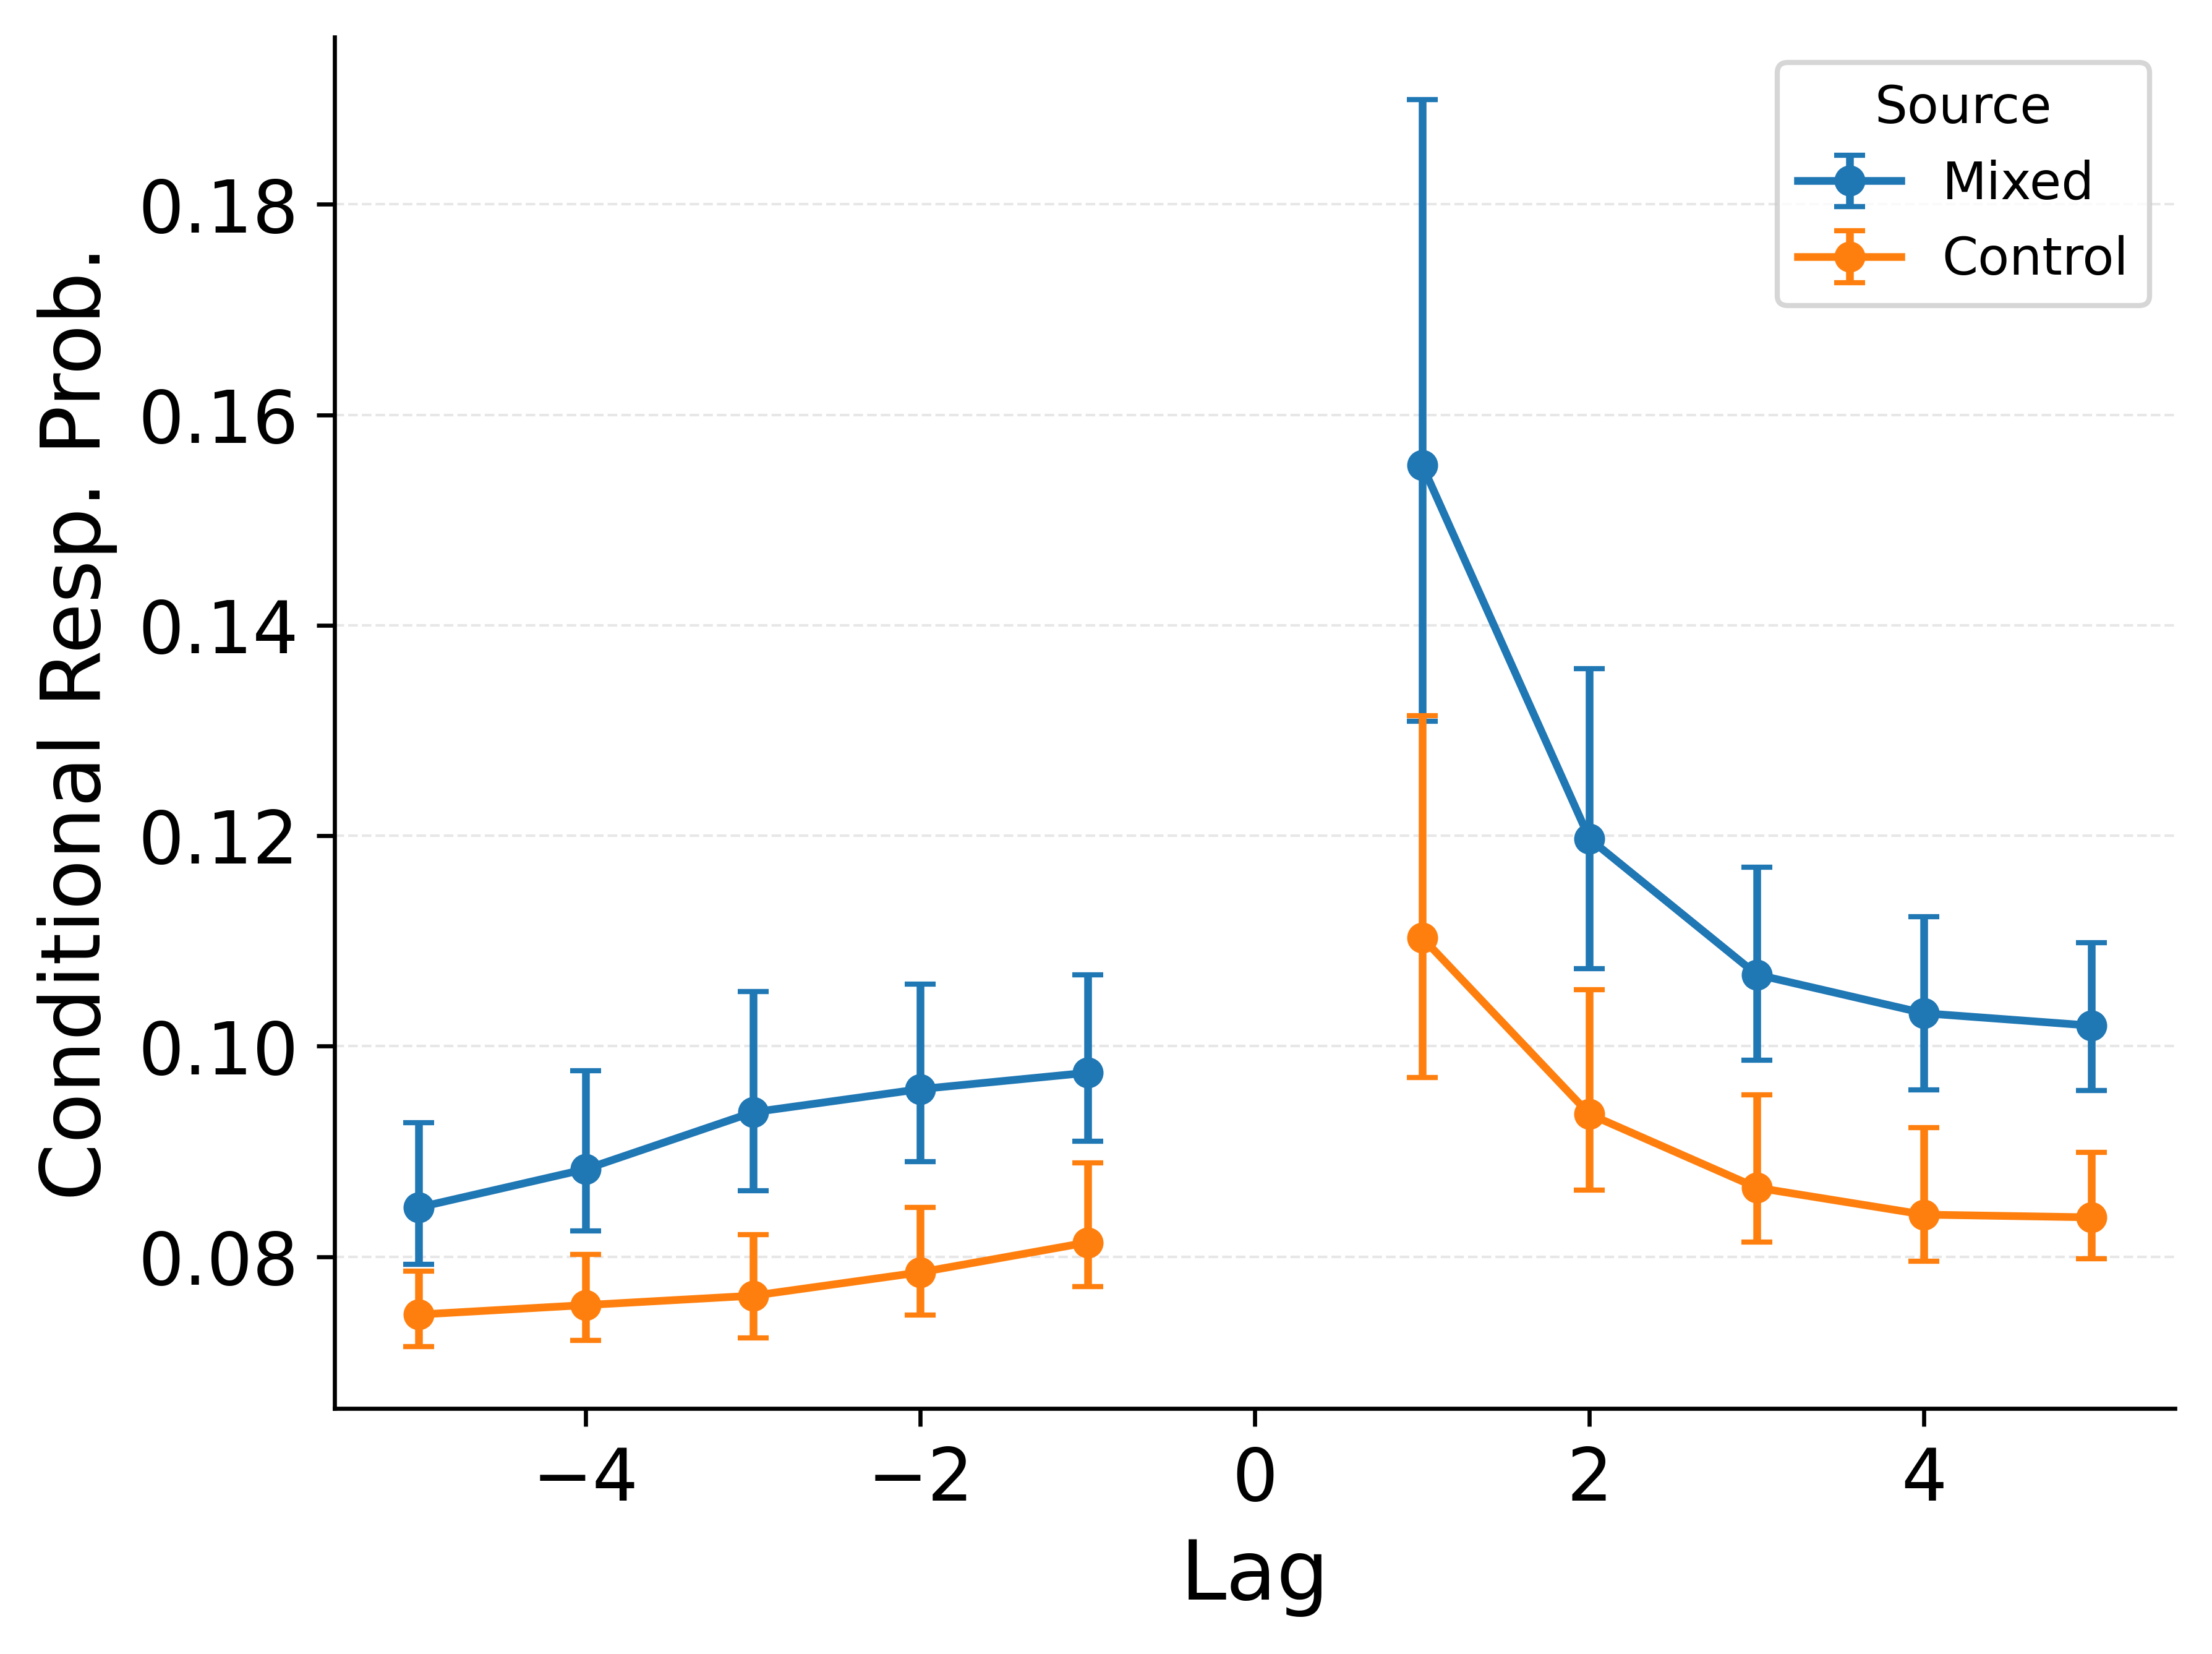 Source
Mixed
Control
Conditional Resp. Prob.
0.18
0.16
0.14
0.12
0.10
0.08
−4 −2 0 2 4
Lag